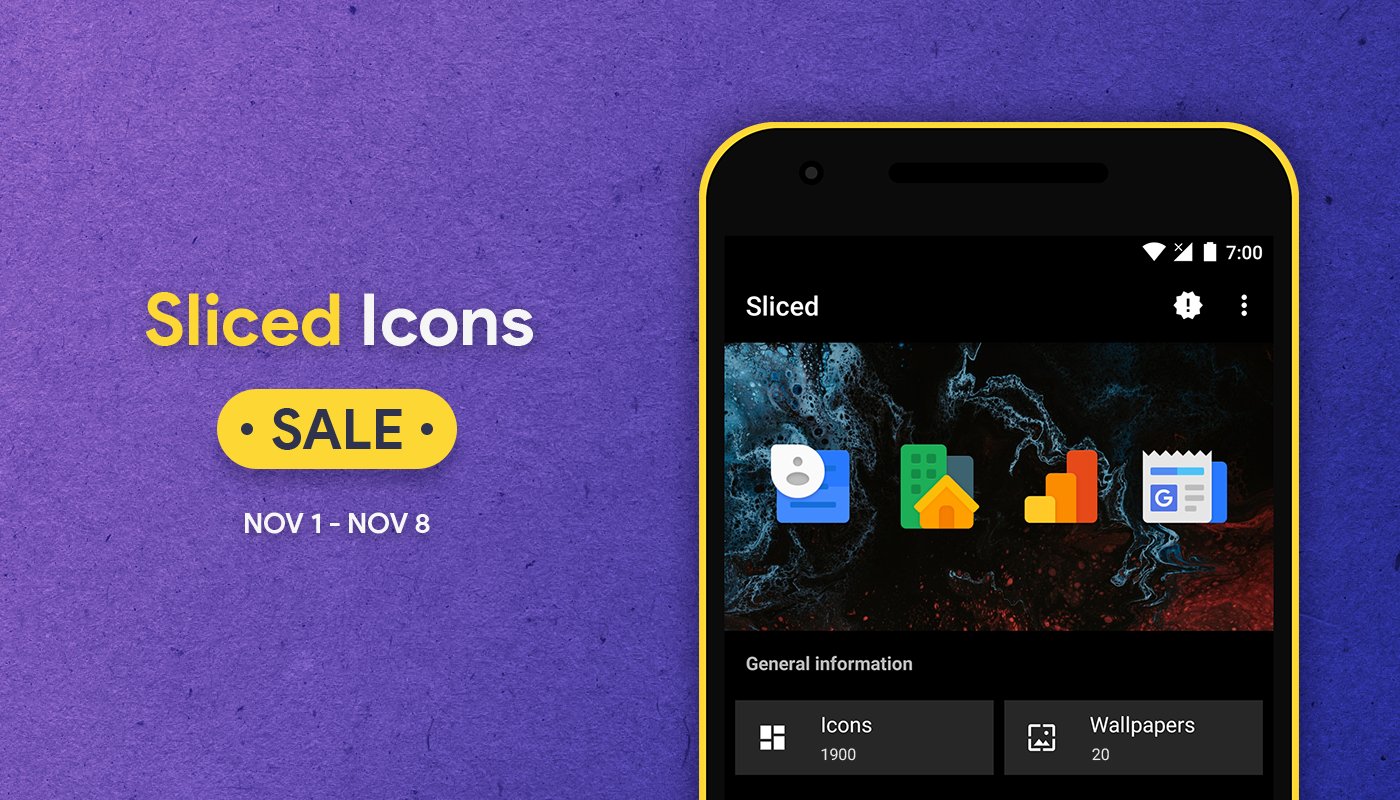 Sliced Icons
• SALE •
NOV 1 - NOV 8
7:00
Sliced
G
General information
Icons
1900
Wallpapers
20